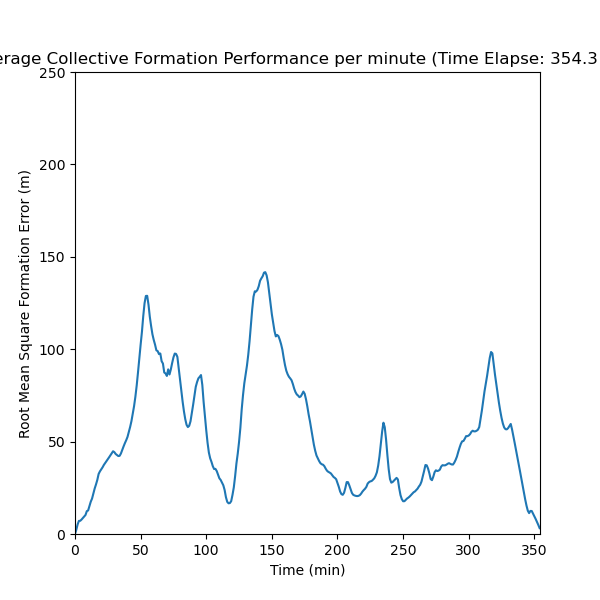 erage Collective Formation Performance per minute (Time Elapse: 354.3
250
200
150
100
50
0
Root Mean Square Formation Error (m)
0 50 100 150 200 250 300 350
Time (min)